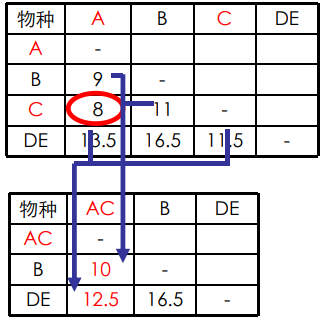 物种 A B C DE
A -
B 9 -
C 8 11 -
DE 13.5 16.5 11.5 -
物种 AC B DE
AC -
B 10 -
DE 12.5 16.5 -